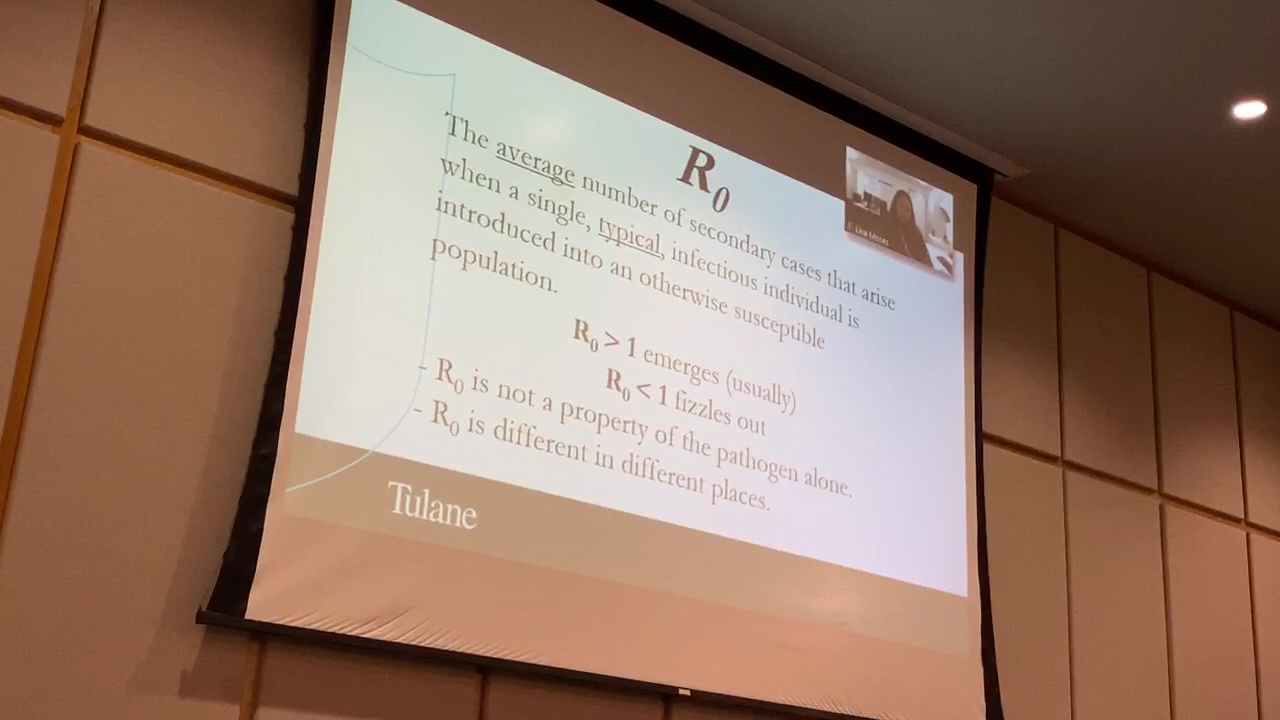 R0
The average number of secondary cases that arise
when a single, typical, infectious individual is
introduced into an otherwise susceptible
population.
R0 > 1 emerges (usually)
R0 < 1 fizzles out
- R0 is not a property of the pathogen alone.
- R0 is different in different places.
Tulane